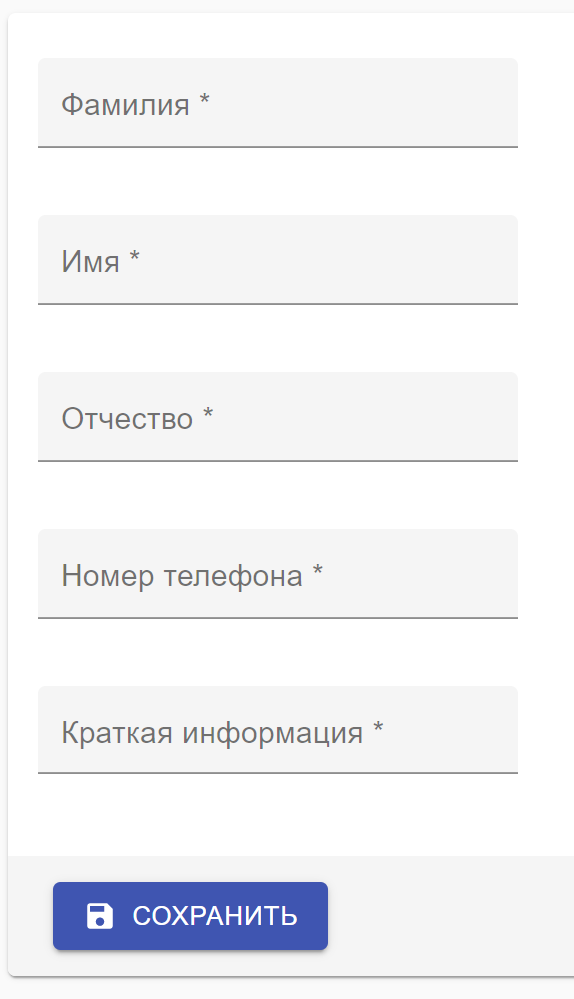 Фамилия *
Имя *
Отчество *
Номер телефона *
Краткая информация *
СОХРАНИТЬ